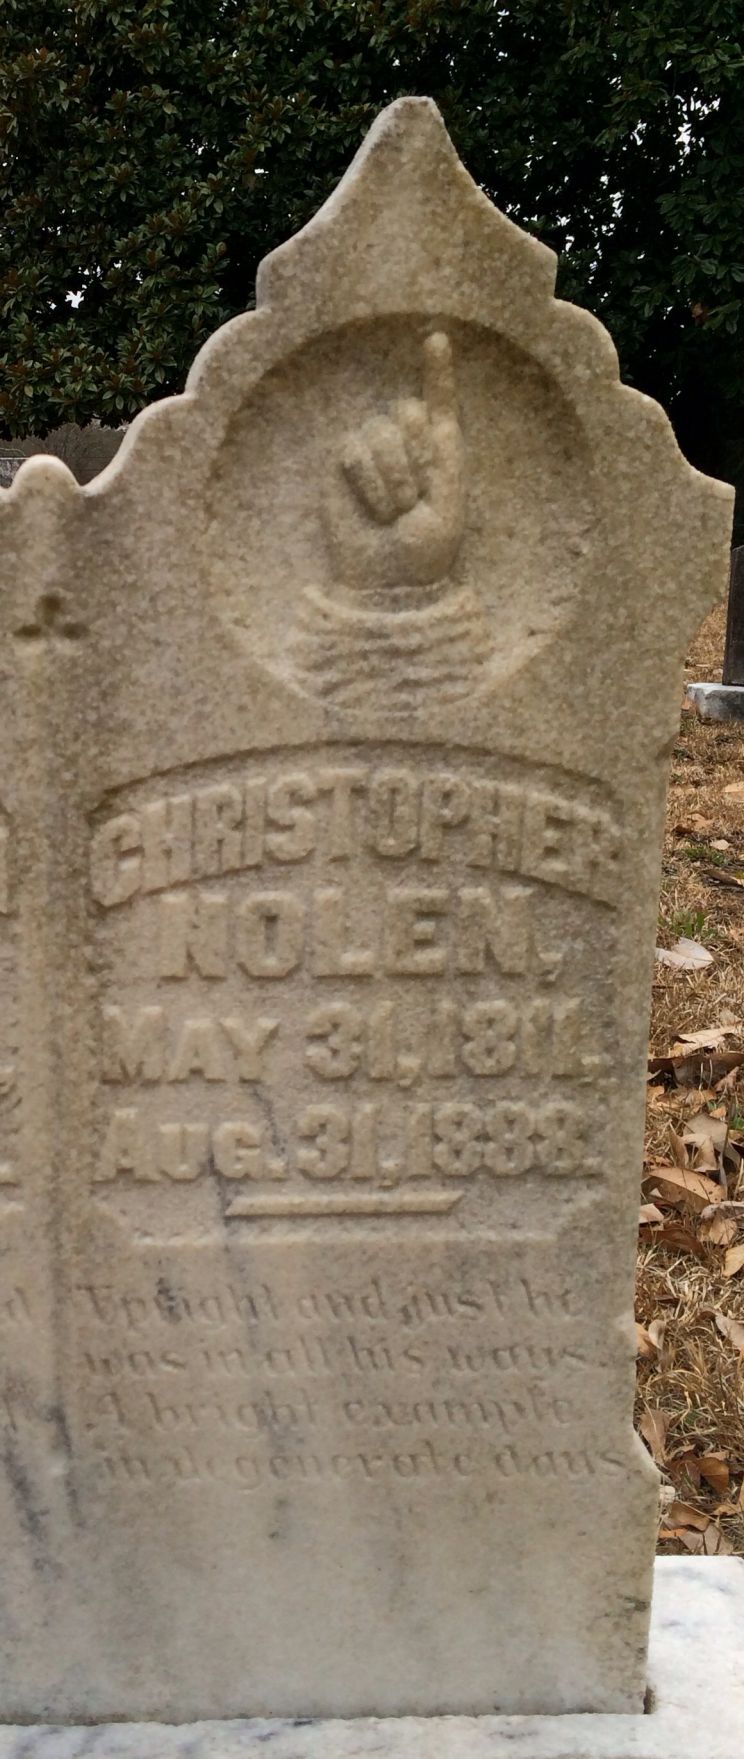 CHRISTOPHER
NOLEN,
MAY 31, 1811.
AUG. 31, 1888.
Upright and just he
was in all his ways.
A bright example
in degenerate days.